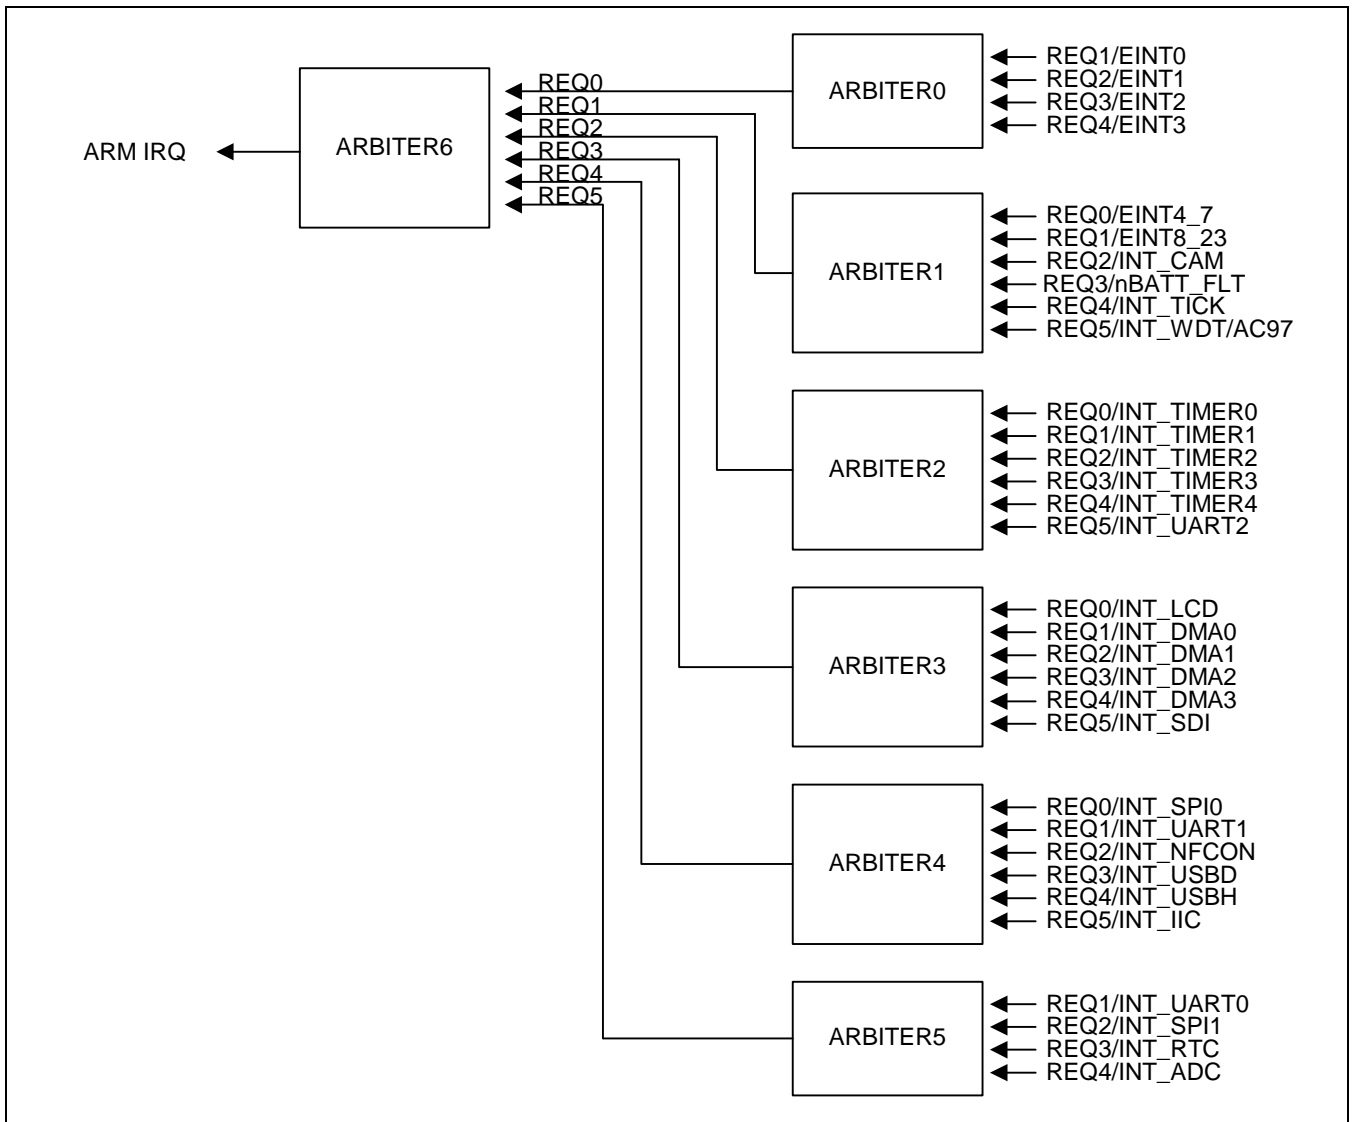 ARM IRQ
ARBITER6
REQ0
REQ1
REQ2
REQ3
REQ4
REQ5
ARBITER0
REQ1/EINT0
REQ2/EINT1
REQ3/EINT2
REQ4/EINT3
ARBITER1
REQ0/EINT4_7
REQ1/EINT8_23
REQ2/INT_CAM
REQ3/nBATT_FLT
REQ4/INT_TICK
REQ5/INT_WDT/AC97
ARBITER2
REQ0/INT_TIMER0
REQ1/INT_TIMER1
REQ2/INT_TIMER2
REQ3/INT_TIMER3
REQ4/INT_TIMER4
REQ5/INT_UART2
ARBITER3
REQ0/INT_LCD
REQ1/INT_DMA0
REQ2/INT_DMA1
REQ3/INT_DMA2
REQ4/INT_DMA3
REQ5/INT_SDI
ARBITER4
REQ0/INT_SPI0
REQ1/INT_UART1
REQ2/INT_NFCON
REQ3/INT_USBD
REQ4/INT_USBH
REQ5/INT_IIC
ARBITER5
REQ1/INT_UART0
REQ2/INT_SPI1
REQ3/INT_RTC
REQ4/INT_ADC